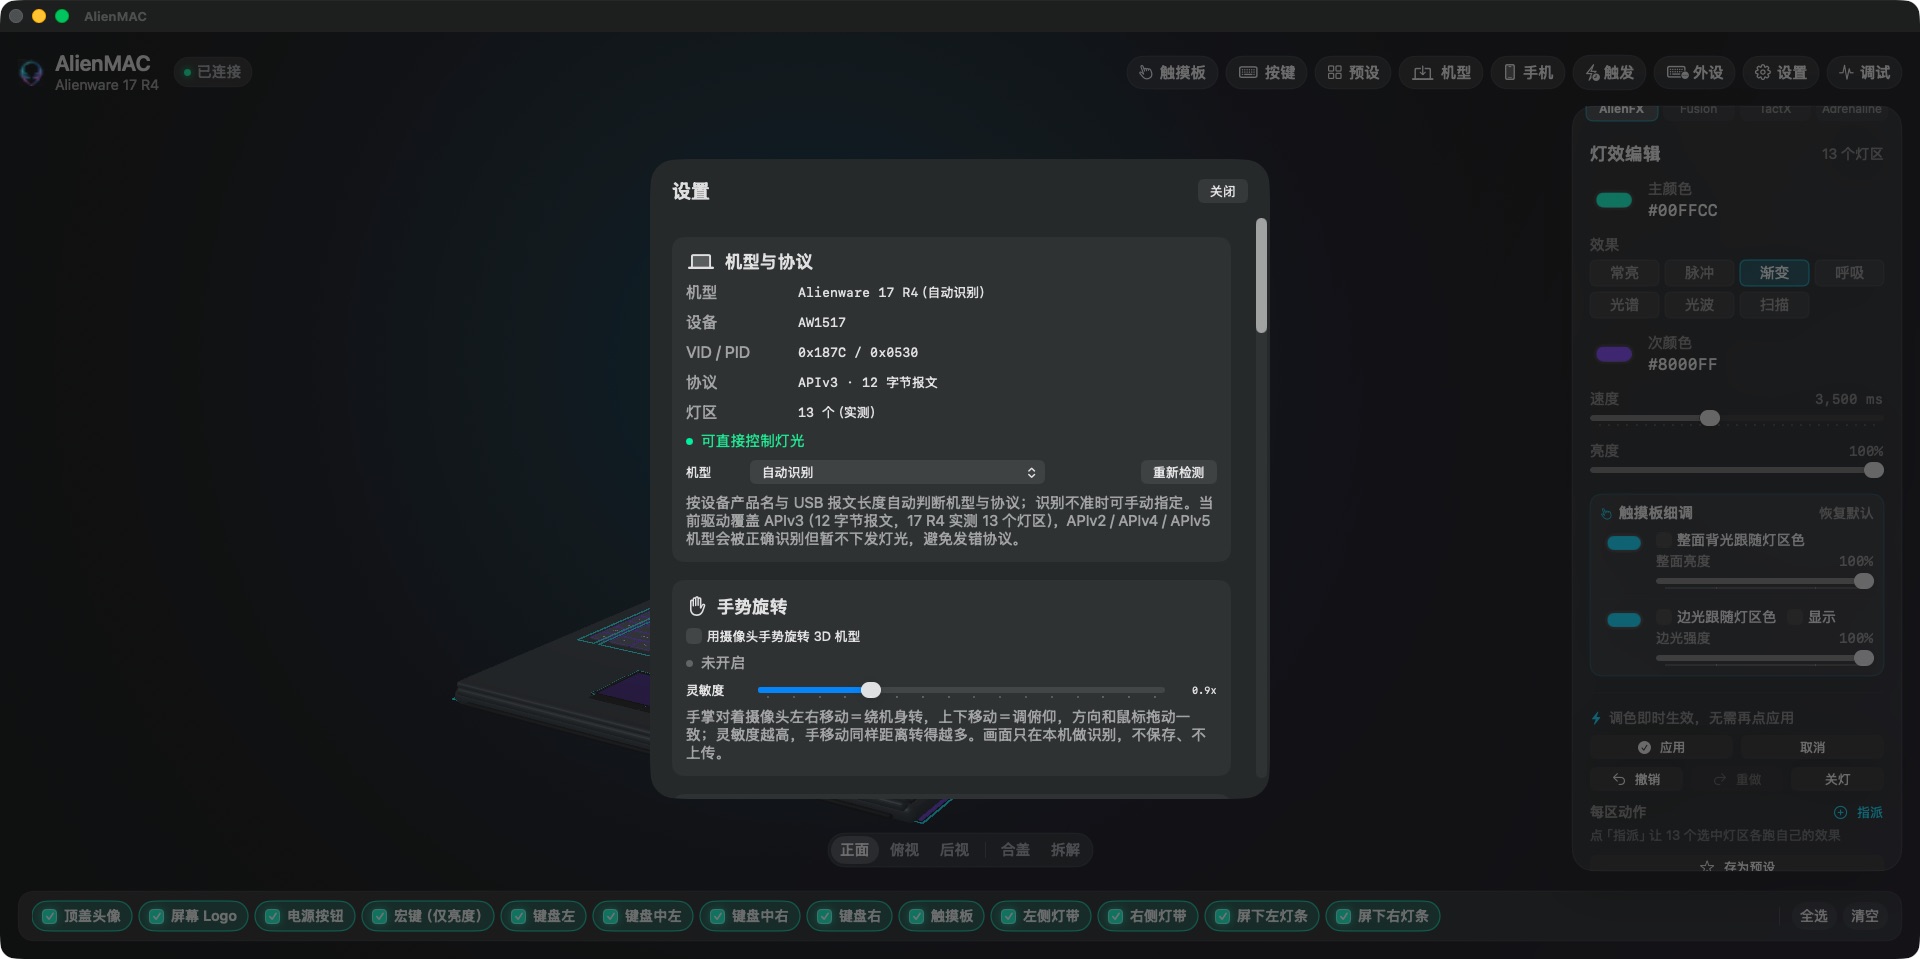 AlienMAC
AlienMAC
Alienware 17 R4
已连接
触摸板
按键
预设
机型
手机
触发
外设
设置
调试
AlienFX
Fusion
TactX
Adrenaline
灯效编辑
13 个灯区
主颜色
#00FFCC
效果
常亮
脉冲
渐变
呼吸
光谱
光波
扫描
次颜色
#8000FF
速度
3,500 ms
亮度
100%
触摸板细调
恢复默认
整面背光跟随灯区色
整面亮度
100%
边光跟随灯区色
显示
边光强度
100%
调色即时生效，无需再点应用
应用
取消
撤销
重做
关灯
每区动作
指派
点「指派」让 13 个选中灯区各跑自己的效果
存为预设
设置
关闭
机型与协议
机型
Alienware 17 R4（自动识别）
设备
AW1517
VID / PID
0x187C / 0x0530
协议
APIv3 · 12 字节报文
灯区
13 个（实测）
可直接控制灯光
机型
自动识别
重新检测
按设备产品名与 USB 报文长度自动判断机型与协议；识别不准时可手动指定。当
前驱动覆盖 APIv3（12 字节报文，17 R4 实测 13 个灯区），APIv2 / APIv4 / APIv5
机型会被正确识别但暂不下发灯光，避免发错协议。
手势旋转
用摄像头手势旋转 3D 机型
未开启
灵敏度
0.9x
手掌对着摄像头左右移动＝绕机身转，上下移动＝调俯仰，方向和鼠标拖动一
致；灵敏度越高，手移动同样距离转得越多。画面只在本机做识别，不保存、不
上传。
正面
俯视
后视
合盖
拆解
顶盖头像
屏幕 Logo
电源按钮
宏键（仅亮度）
键盘左
键盘中左
键盘中右
键盘右
触摸板
左侧灯带
右侧灯带
屏下左灯条
屏下右灯条
全选
清空